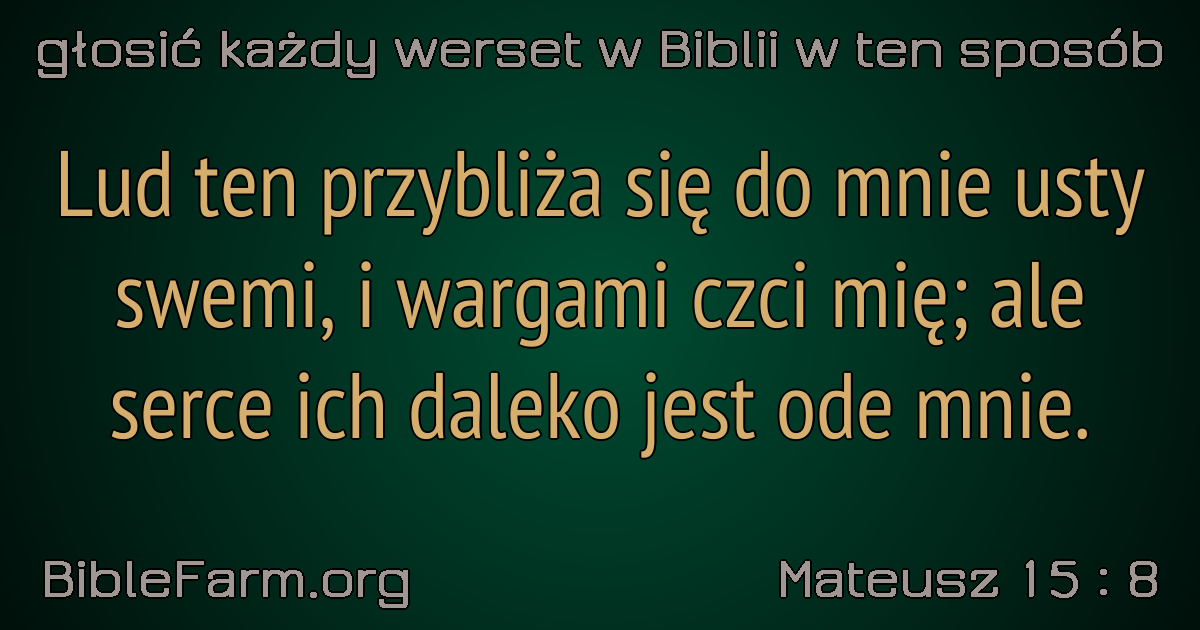 głosić każdy werset w Biblii w ten sposób
Lud ten przybliża się do mnie usty
swemi, i wargami czci mię; ale
serce ich daleko jest ode mnie.
BibleFarm.org
Mateusz 15 : 8